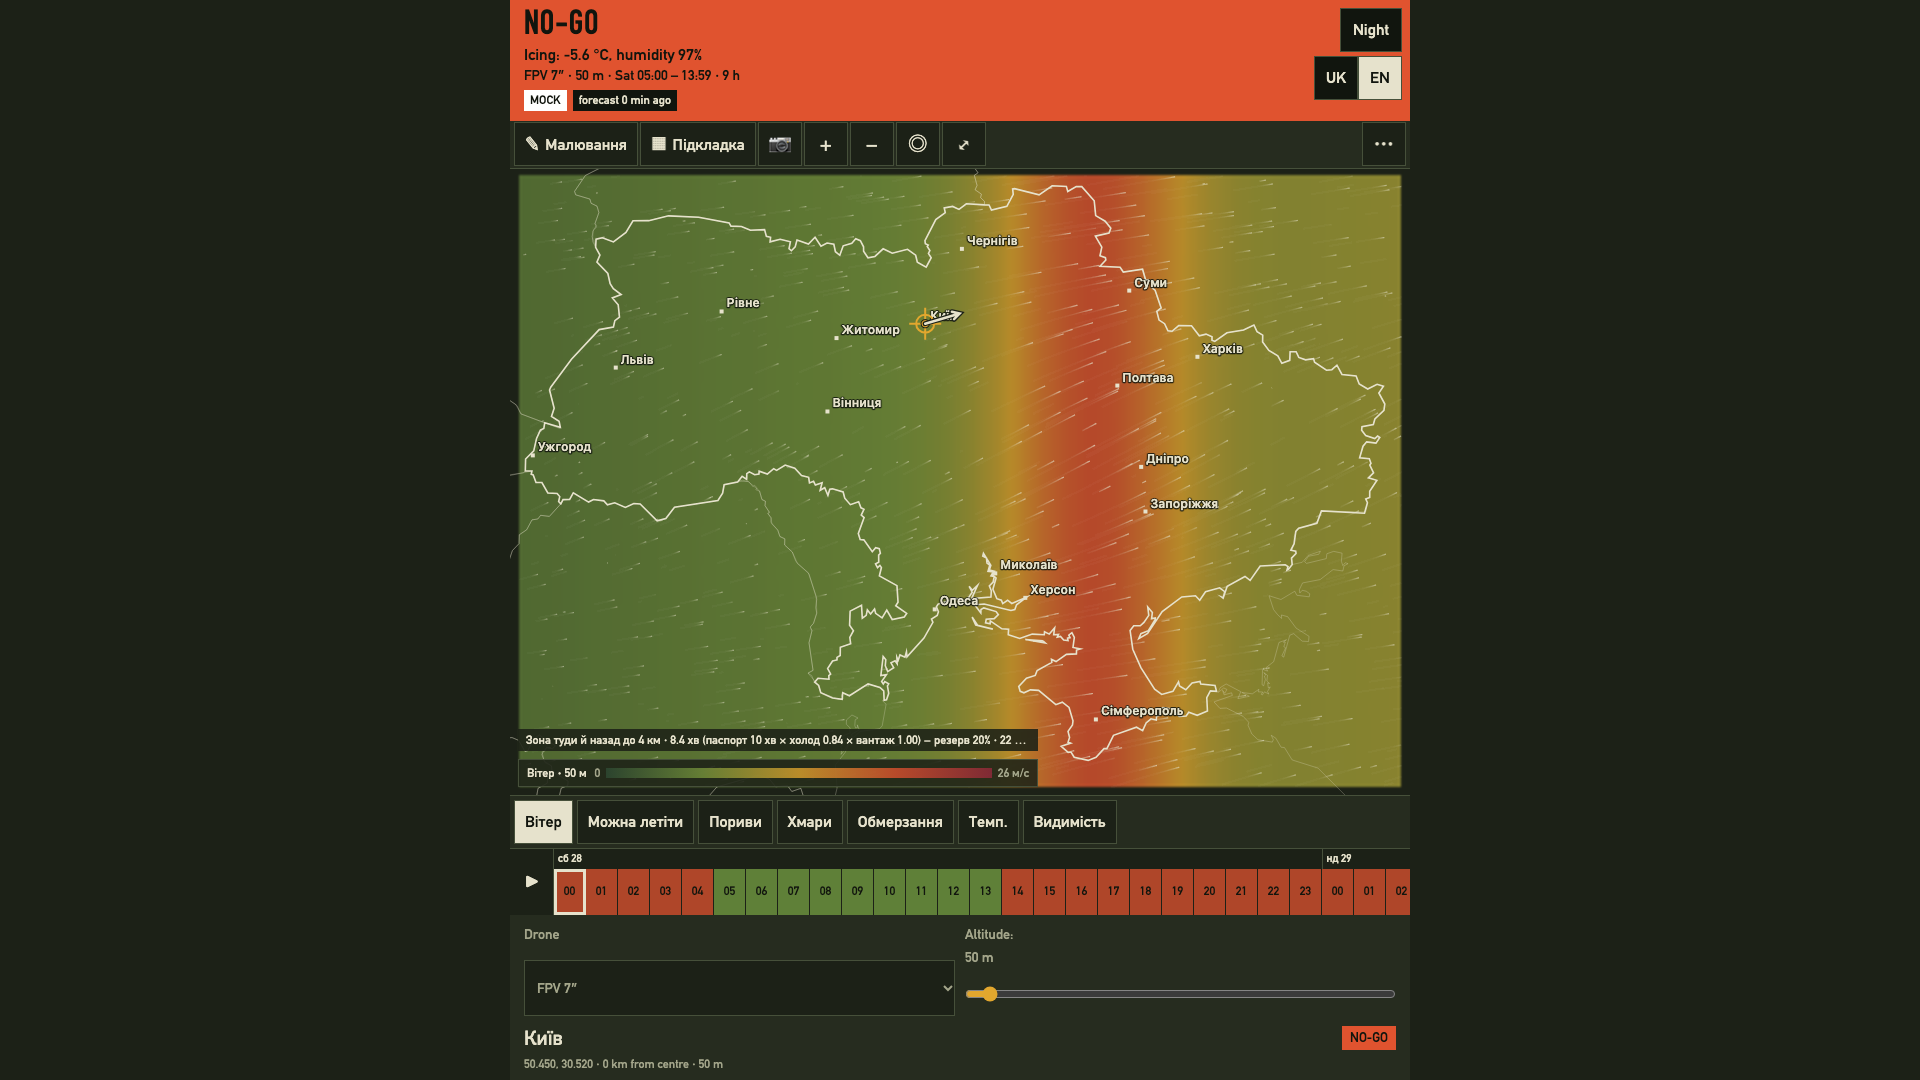 NO-GO
Icing: -5.6 °C, humidity 97%
FPV 7″ · 50 m · Sat 05:00 – 13:59 · 9 h
MOCK forecast 0 min ago
Night
UK EN
✎ Малювання ▦ Підкладка 📷 + − ◎ ⤢ ···
Чернігів
Суми
Рівне
Житомир
Харків
Львів
Полтава
Вінниця
Ужгород
Дніпро
Запоріжжя
Миколаїв
Херсон
Одеса
Сімферополь
Зона туди й назад до 4 км · 8.4 хв (паспорт 10 хв × холод 0.84 × вантаж 1.00) – резерв 20% · 22 …
Вітер · 50 м 0 26 м/с
Вітер Можна летіти Пориви Хмари Обмерзання Темп. Видимість
сб 28 нд 29
▶ 00 01 02 03 04 05 06 07 08 09 10 11 12 13 14 15 16 17 18 19 20 21 22 23 00 01 02
Drone
FPV 7″
Altitude:
50 m
Київ
NO-GO
50.450, 30.520 · 0 km from centre · 50 m